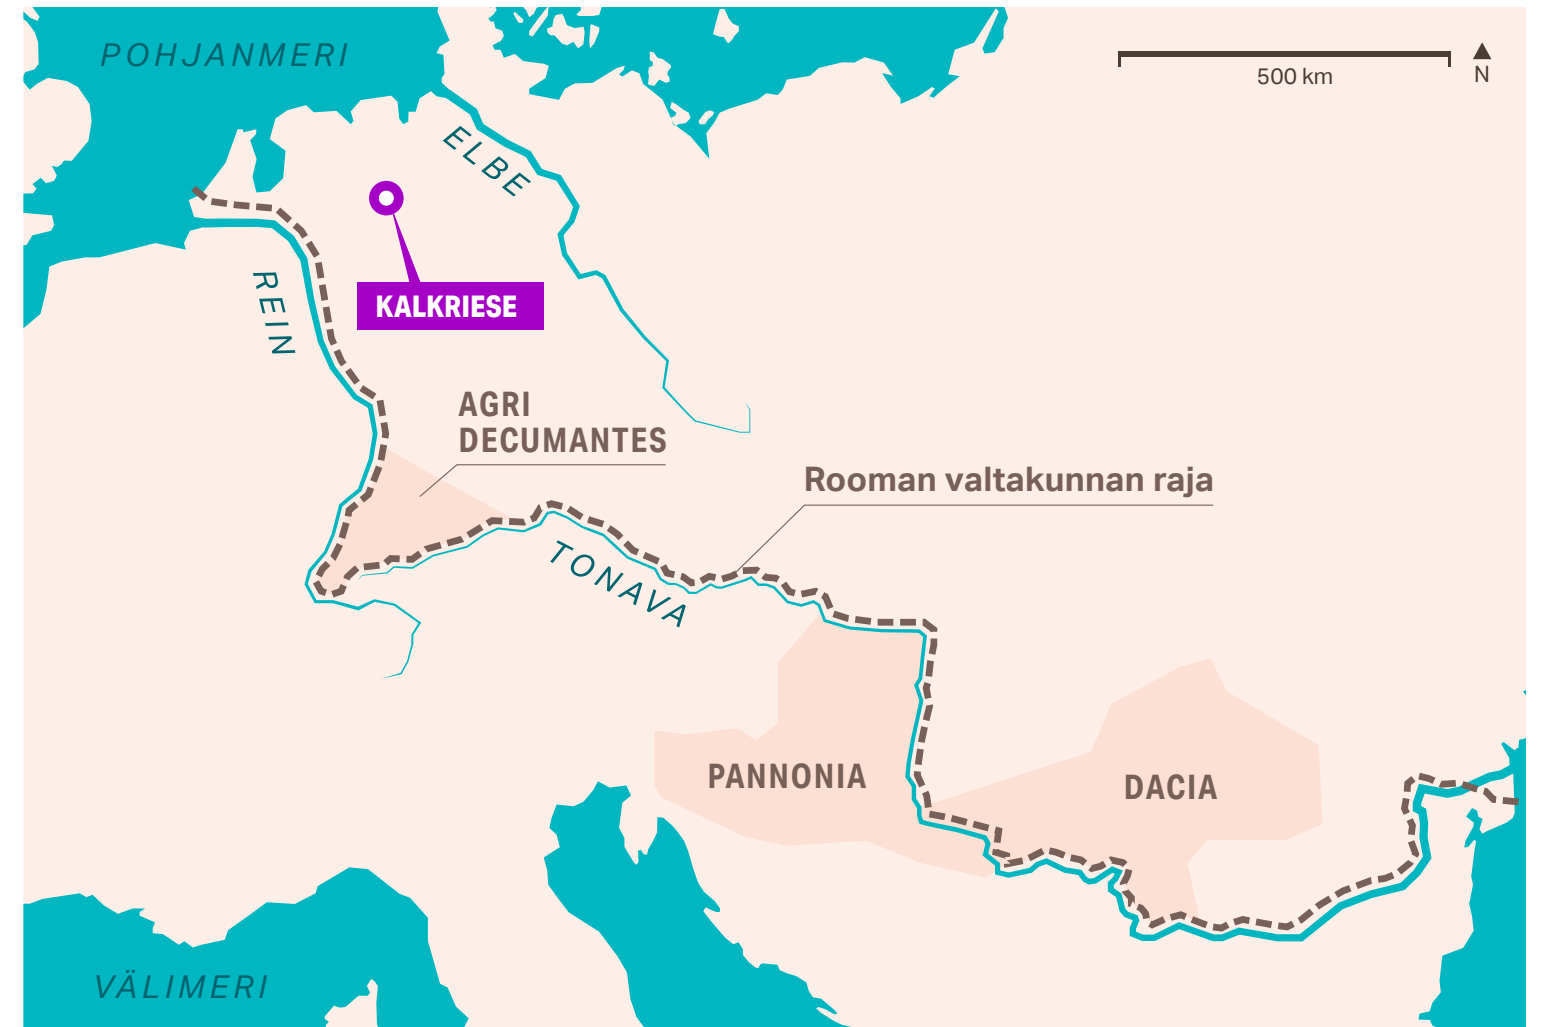 POHJANMERI
500 km
N
ELBE
REIN
KALKRIESE
AGRI
DECUMANTES
Rooman valtakunnan raja
TONAVA
PANNONIA
DACIA
VÄLIMERI